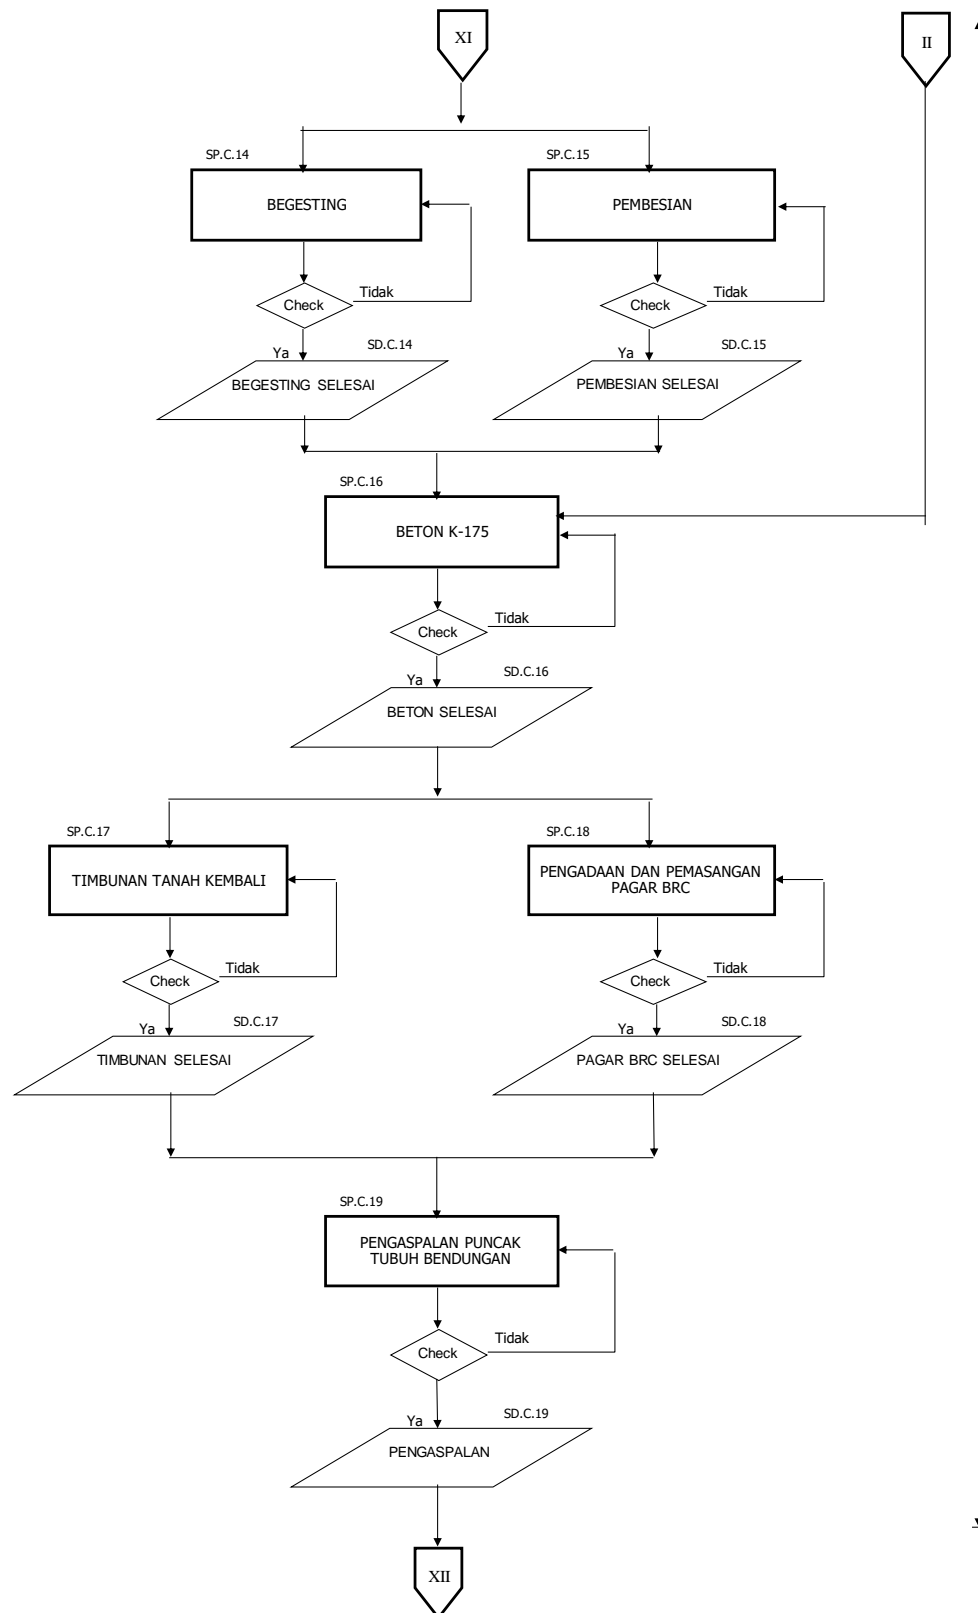 XI
II
SP.C.14
SP.C.15
BEGESTING
PEMBESIAN
Check
Tidak
Check
Tidak
Ya
SD.C.14
Ya
SD.C.15
BEGESTING SELESAI
PEMBESIAN SELESAI
SP.C.16
BETON K-175
Check
Tidak
Ya
SD.C.16
BETON SELESAI
SP.C.17
SP.C.18
TIMBUNAN TANAH KEMBALI
PENGADAAN DAN PEMASANGAN
PAGAR BRC
Check
Tidak
Check
Tidak
Ya
SD.C.17
Ya
SD.C.18
TIMBUNAN SELESAI
PAGAR BRC SELESAI
SP.C.19
PENGASPALAN PUNCAK
TUBUH BENDUNGAN
Check
Tidak
Ya
SD.C.19
PENGASPALAN
XII